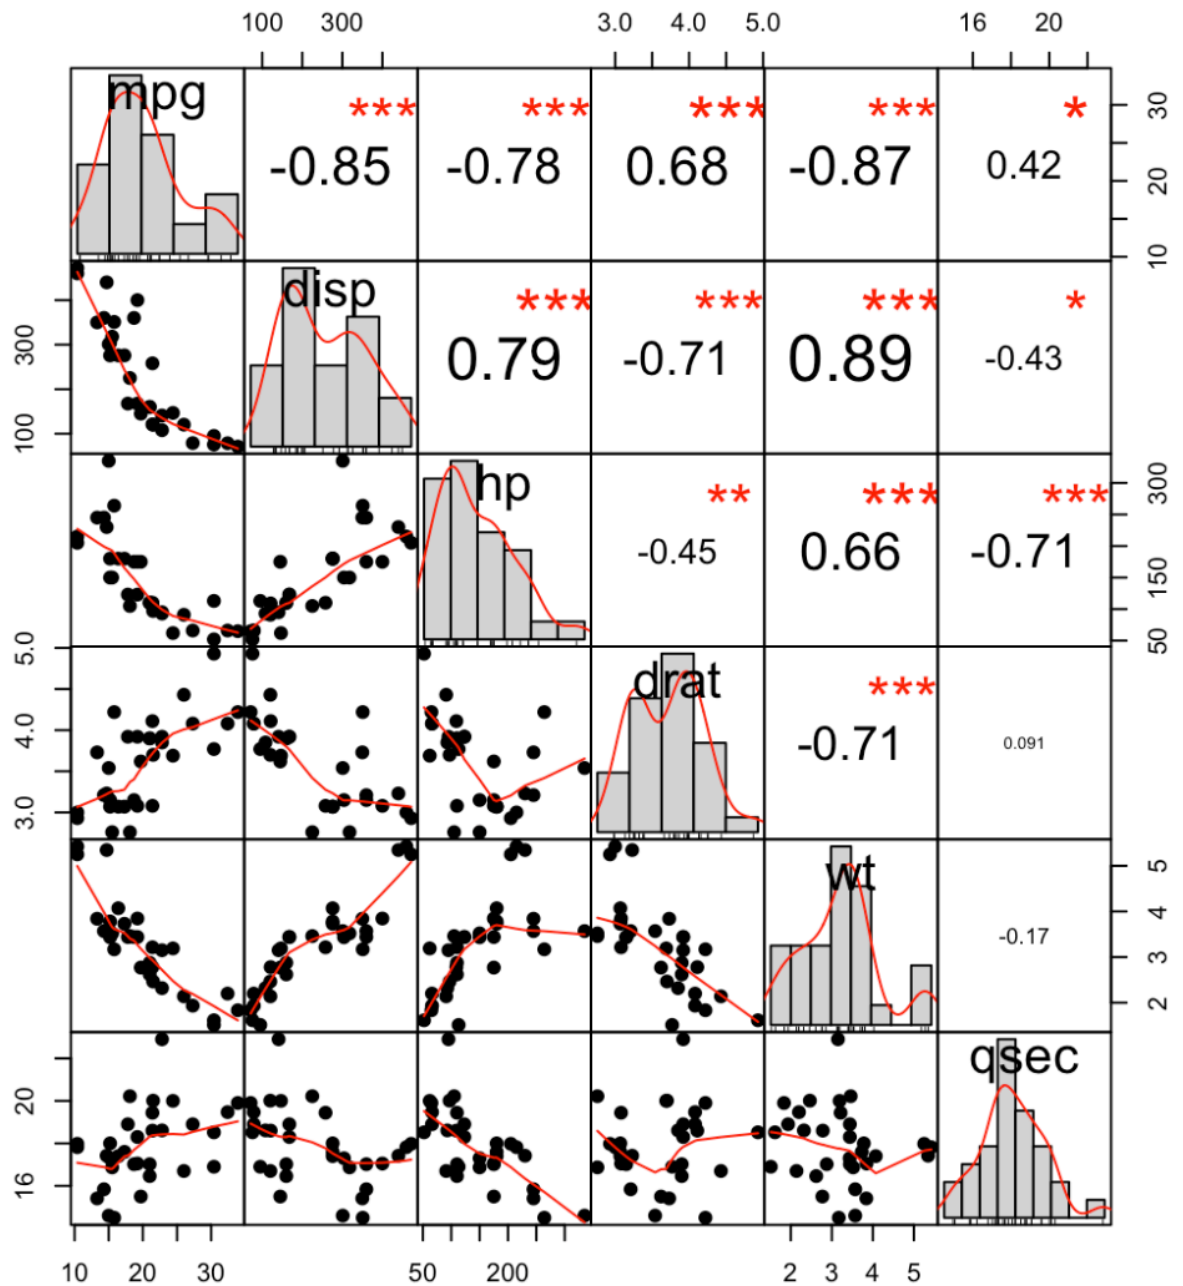 100 300 3.0 4.0 5.0 16 20
mpg *** *** *** *** * 30
-0.85 -0.78 0.68 -0.87 0.42 20
10
disp *** *** *** *
300 0.79 -0.71 0.89 -0.43
100
hp ** *** *** 300
-0.45 0.66 -0.71 150
50
5.0 drat ***
4.0 -0.71 0.091
3.0
wt 5
4
-0.17 3
2
qsec
20
16
10 20 30 50 200 2 3 4 5